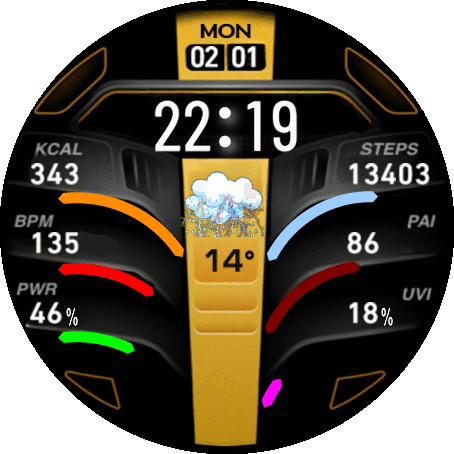 MON
02 01
22:19
KCAL
343
STEPS
13403
BPM
135
PAI
86
14°
PWR
46%
UVI
18%